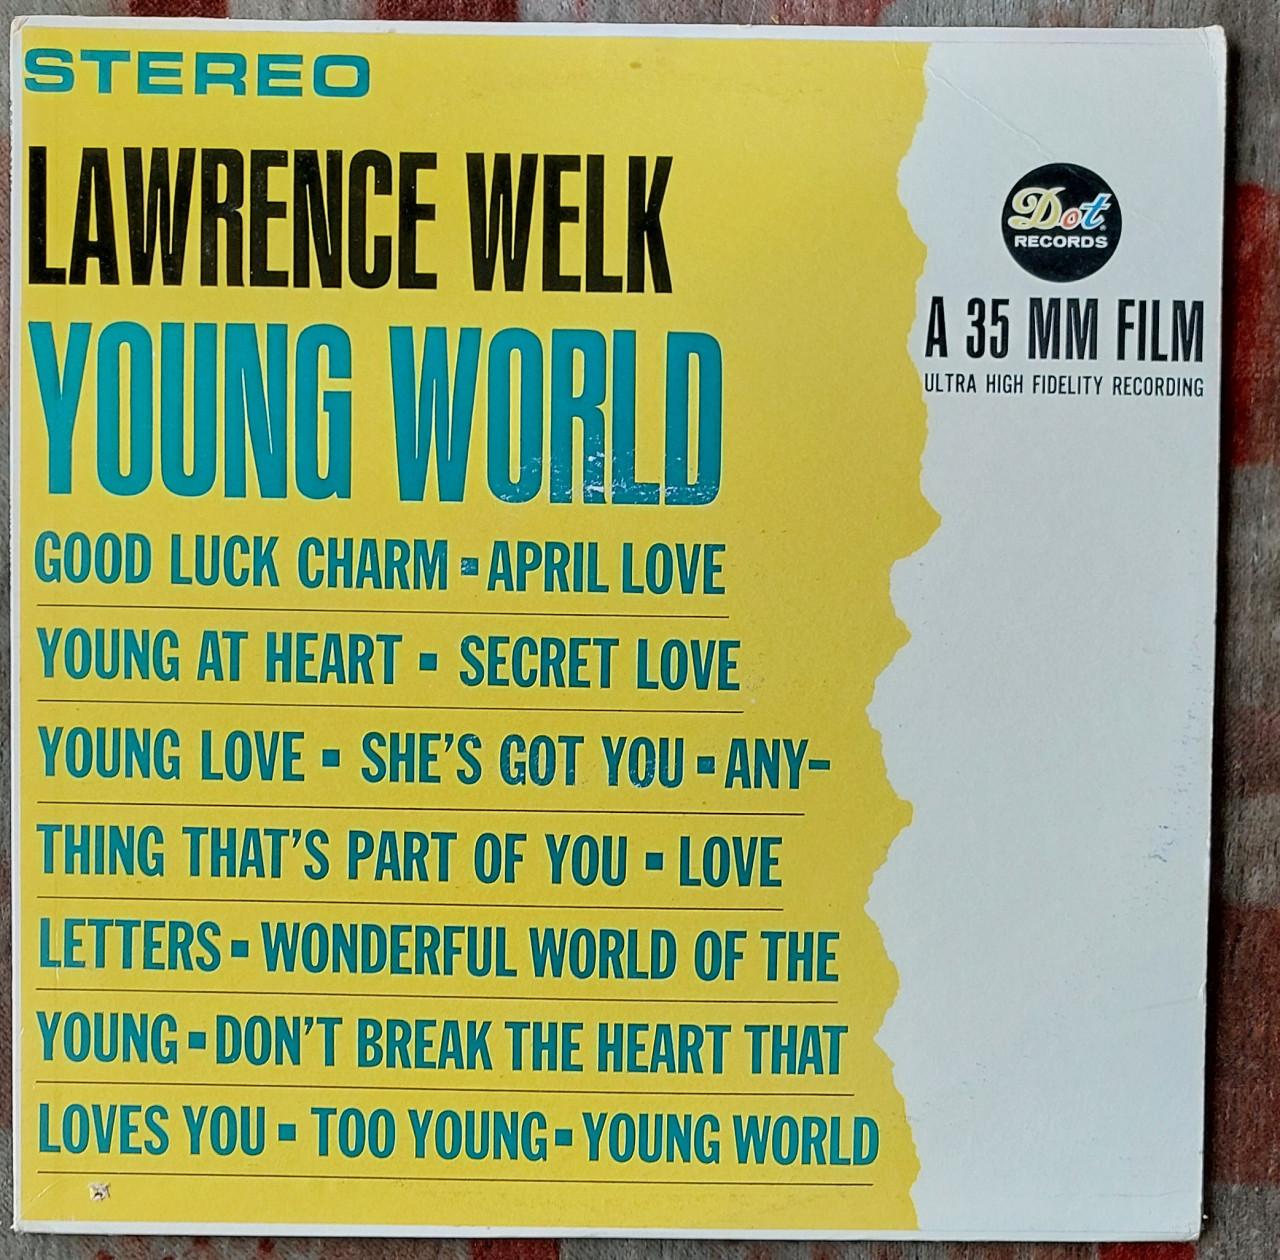 STEREO
LAWRENCE WELK
YOUNG WORLD
GOOD LUCK CHARM ▪ APRIL LOVE
YOUNG AT HEART ▪ SECRET LOVE
YOUNG LOVE ▪ SHE'S GOT YOU ▪ ANY-
THING THAT'S PART OF YOU ▪ LOVE
LETTERS ▪ WONDERFUL WORLD OF THE
YOUNG ▪ DON'T BREAK THE HEART THAT
LOVES YOU ▪ TOO YOUNG ▪ YOUNG WORLD
Dot
RECORDS
A 35 MM FILM
ULTRA HIGH FIDELITY RECORDING